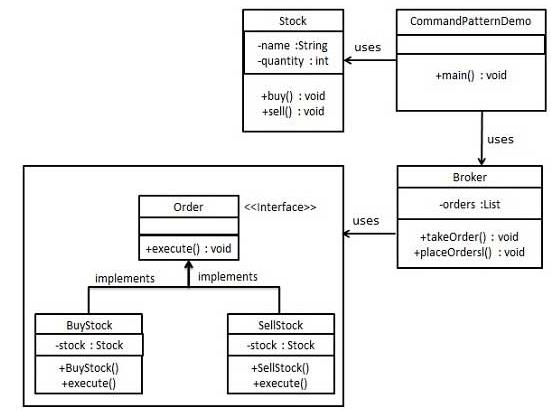 Stock
-name :String
-quantity : int
+buy() : void
+sell() : void
uses
CommandPatternDemo
+main() : void
uses
Broker
-orders :List
+takeOrder() : void
+placeOrdersl() : void
uses
Order
<<Interface>>
+execute() : void
implements
implements
BuyStock
-stock : Stock
+BuyStock()
+execute()
SellStock
-stock : Stock
+SellStock()
+execute()